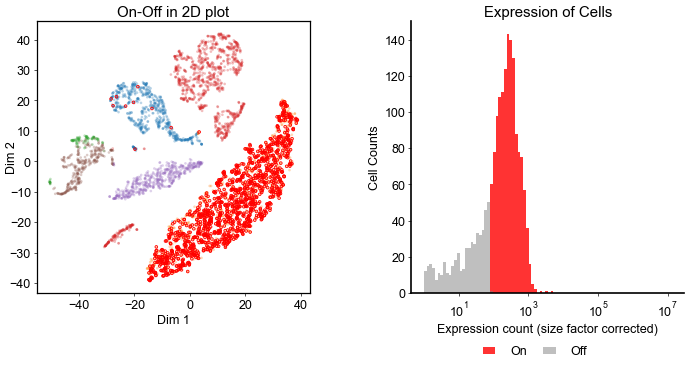 On-Off in 2D plot
Dim 2
40
30
20
10
0
−10
−20
−30
−40
−40 −20 0 20 40
Dim 1
Expression of Cells
Cell Counts
140
120
100
80
60
40
20
0
10^1 10^3 10^5 10^7
Expression count (size factor corrected)
On Off